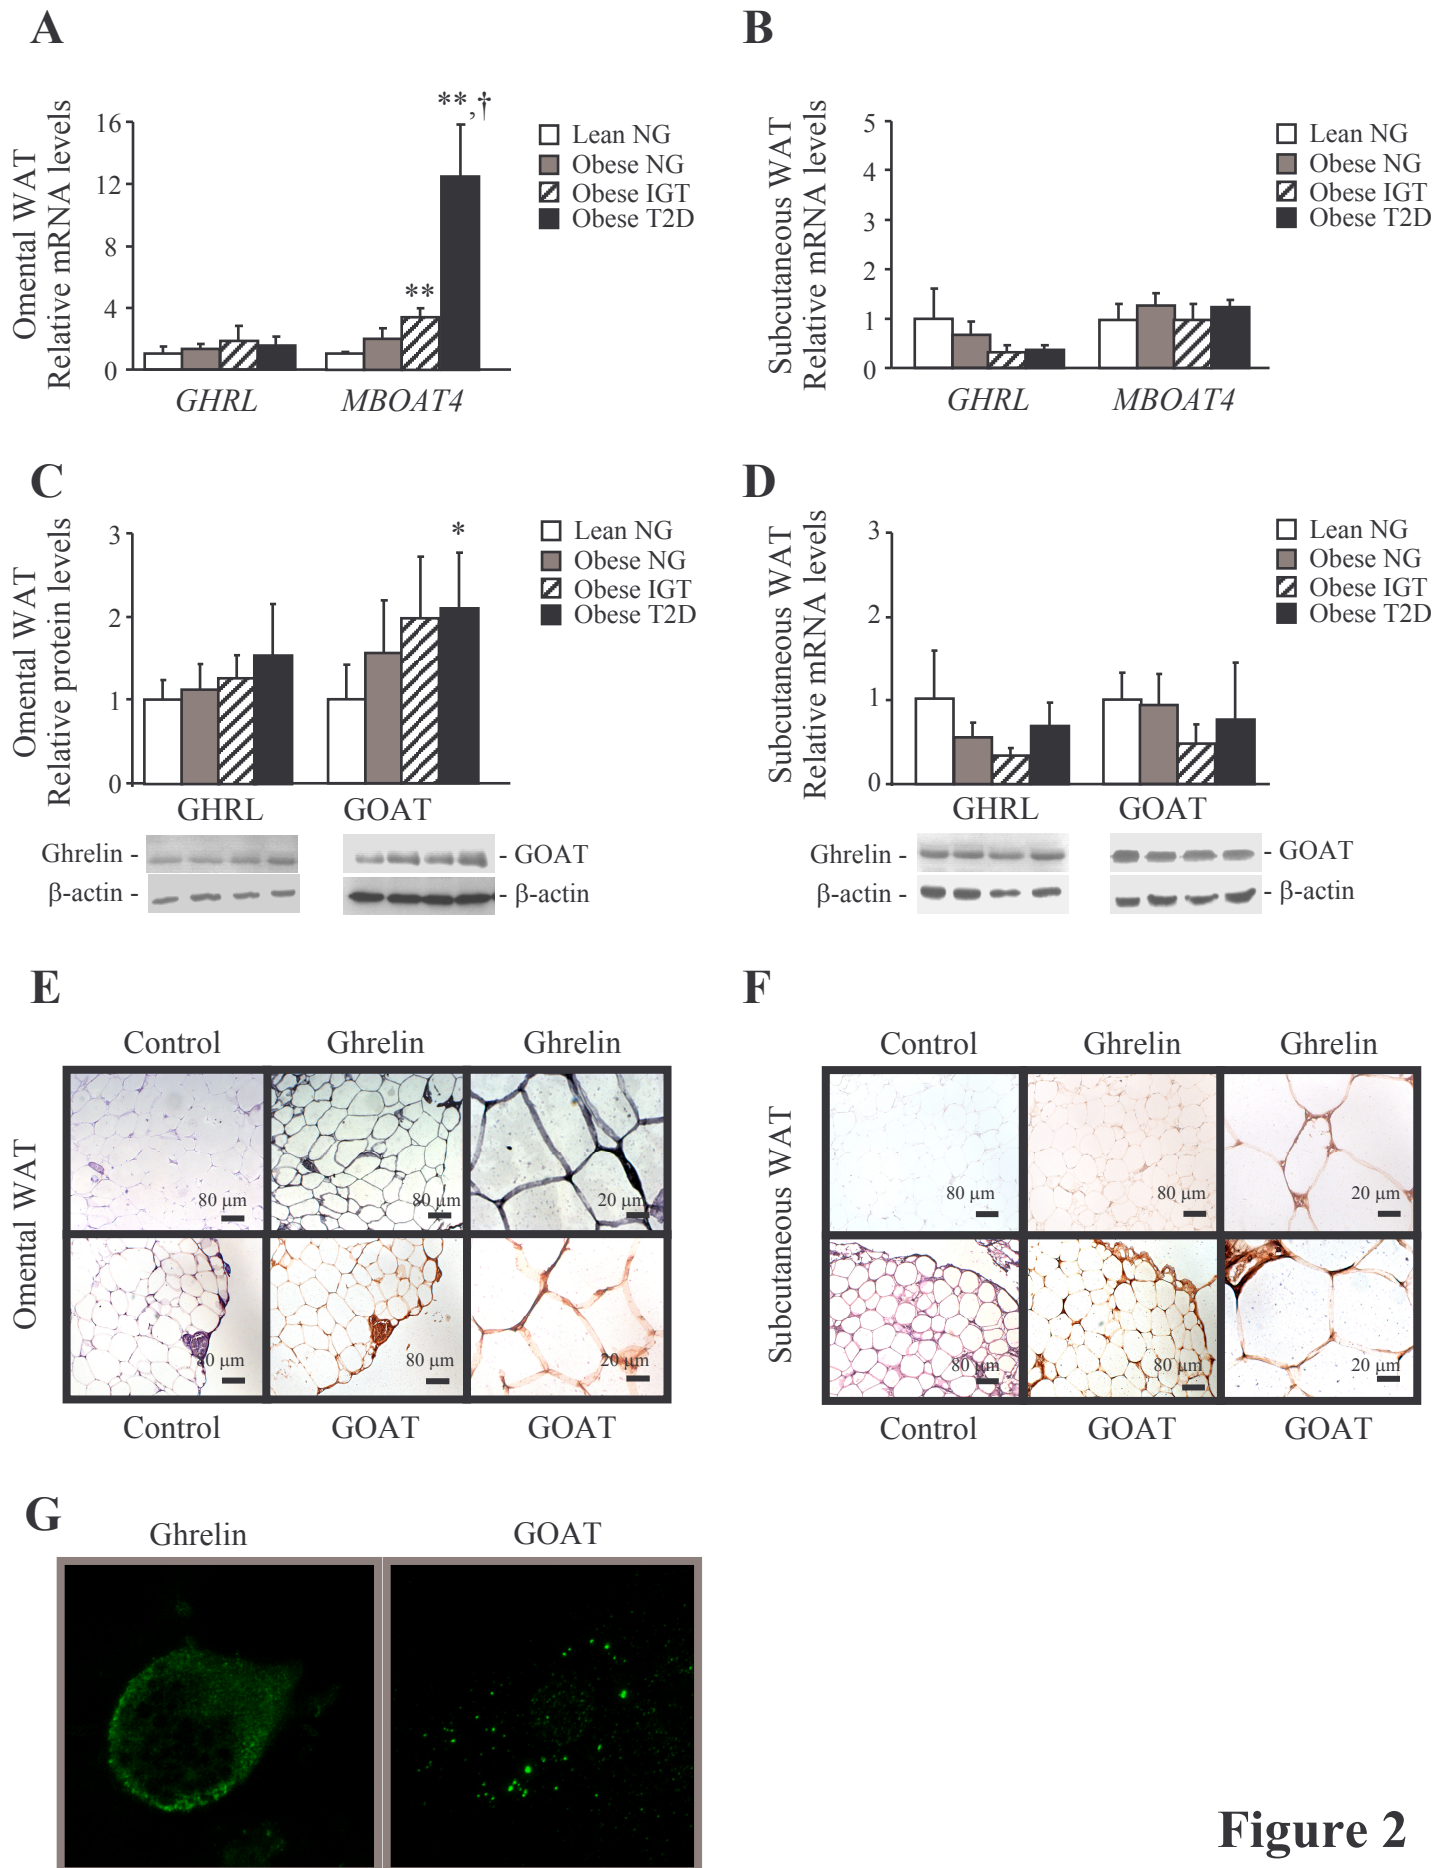 A
Omental WAT
Relative mRNA levels
16
12
8
4
0
**
**,†
GHRL
MBOAT4
Lean NG
Obese NG
Obese IGT
Obese T2D
B
Subcutaneous WAT
Relative mRNA levels
5
4
3
2
1
0
GHRL
MBOAT4
Lean NG
Obese NG
Obese IGT
Obese T2D
C
Omental WAT
Relative protein levels
3
2
1
0
*
GHRL
GOAT
Lean NG
Obese NG
Obese IGT
Obese T2D
Ghrelin -
- GOAT
β-actin -
- β-actin
D
Subcutaneous WAT
Relative mRNA levels
3
2
1
0
GHRL
GOAT
Lean NG
Obese NG
Obese IGT
Obese T2D
Ghrelin -
- GOAT
β-actin -
- β-actin
E
Control
Ghrelin
Ghrelin
Omental WAT
80 µm
80 µm
20 µm
80 µm
80 µm
20 µm
Control
GOAT
GOAT
F
Control
Ghrelin
Ghrelin
Subcutaneous WAT
80 µm
80 µm
20 µm
80 µm
80 µm
20 µm
Control
GOAT
GOAT
G
Ghrelin
GOAT
Figure 2